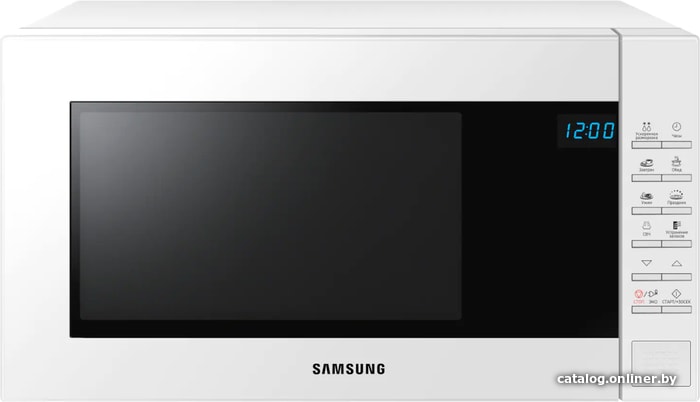 12:00
Ускоренная
разморозка
Часы
Завтрак
Обед
Ужин
Праздник
СВЧ
Устранение
запахов
СТОП
ЭКО
СТАРТ/+30СЕК
SAMSUNG
catalog.onliner.by